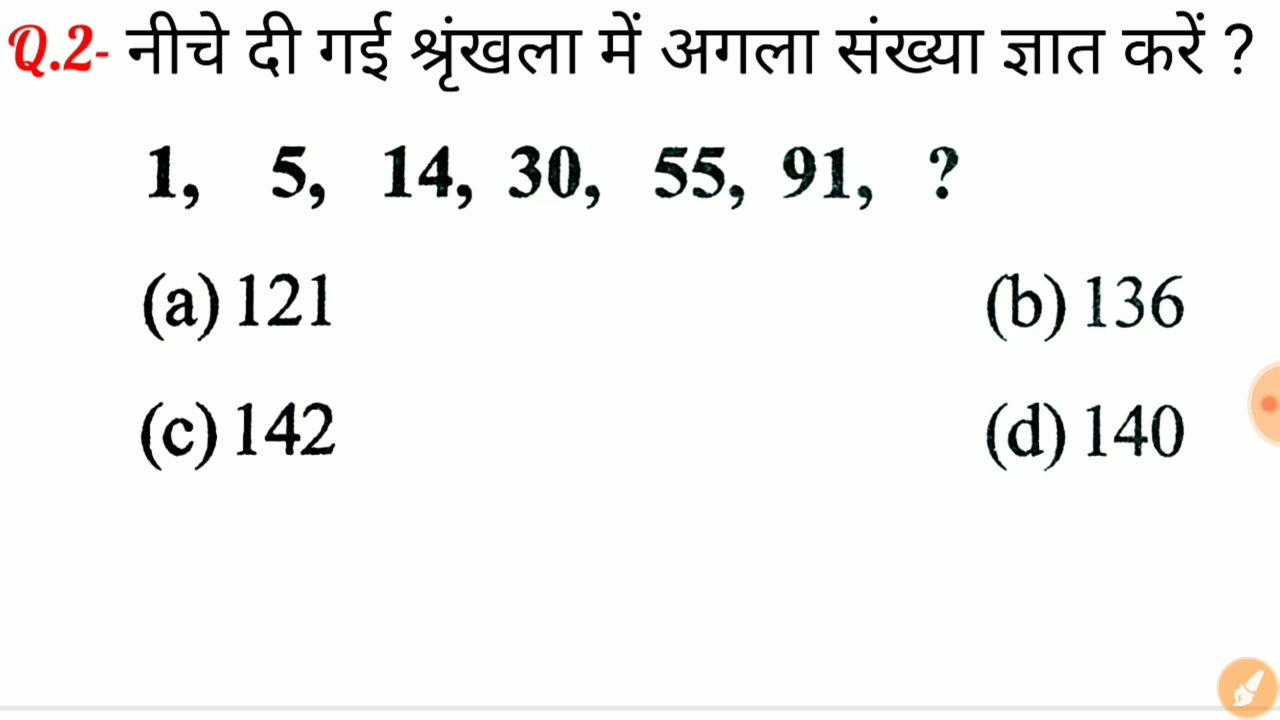 Q.2- नीचे दी गई श्रृंखला में अगला संख्या ज्ञात करें ?
1, 5, 14, 30, 55, 91, ?
(a) 121 (b) 136
(c) 142 (d) 140